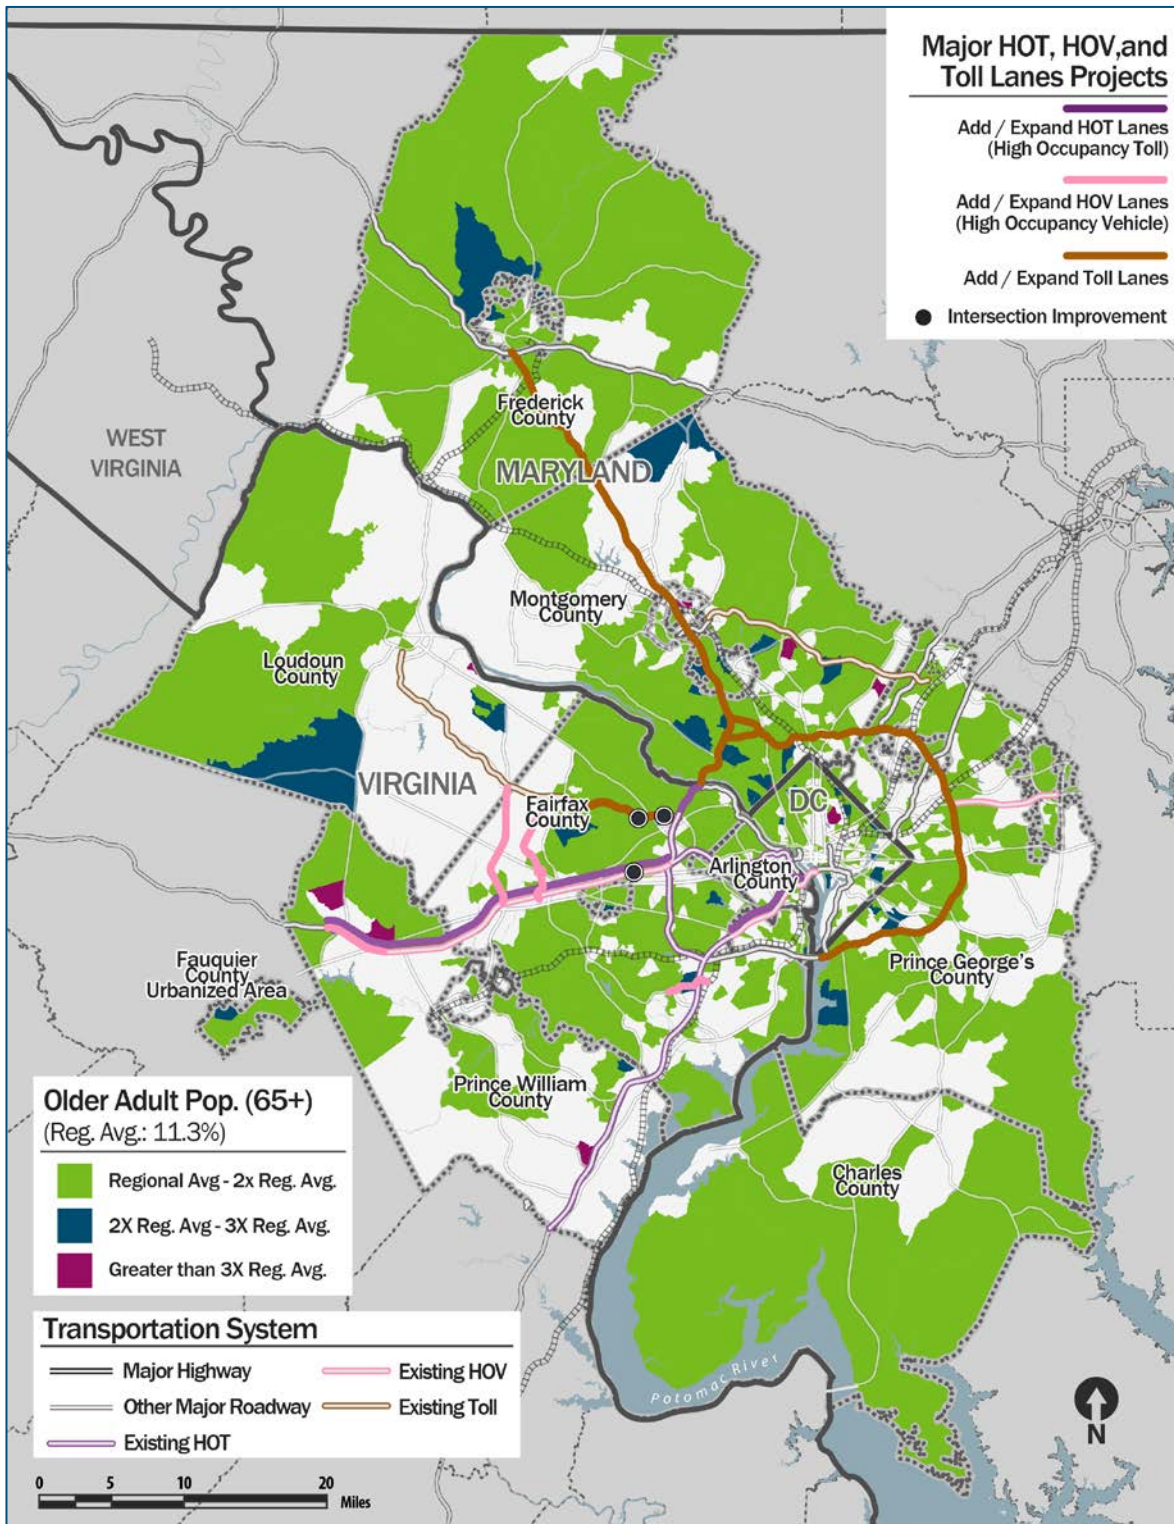 Major HOT, HOV,and
Toll Lanes Projects
Add / Expand HOT Lanes
(High Occupancy Toll)
Add / Expand HOV Lanes
(High Occupancy Vehicle)
Add / Expand Toll Lanes
Intersection Improvement
Frederick
County
WEST
VIRGINIA
MARYLAND
Montgomery
County
Loudoun
County
VIRGINIA
Fairfax
County
DC
Arlington
County
Fauquier
County
Urbanized Area
Prince George's
County
Prince William
County
Charles
County
Potomac River
Older Adult Pop. (65+)
(Reg. Avg.: 11.3%)
Regional Avg - 2x Reg. Avg.
2X Reg. Avg - 3X Reg. Avg.
Greater than 3X Reg. Avg.
Transportation System
Major Highway
Existing HOV
Other Major Roadway
Existing Toll
Existing HOT
0 5 10 20
Miles
N